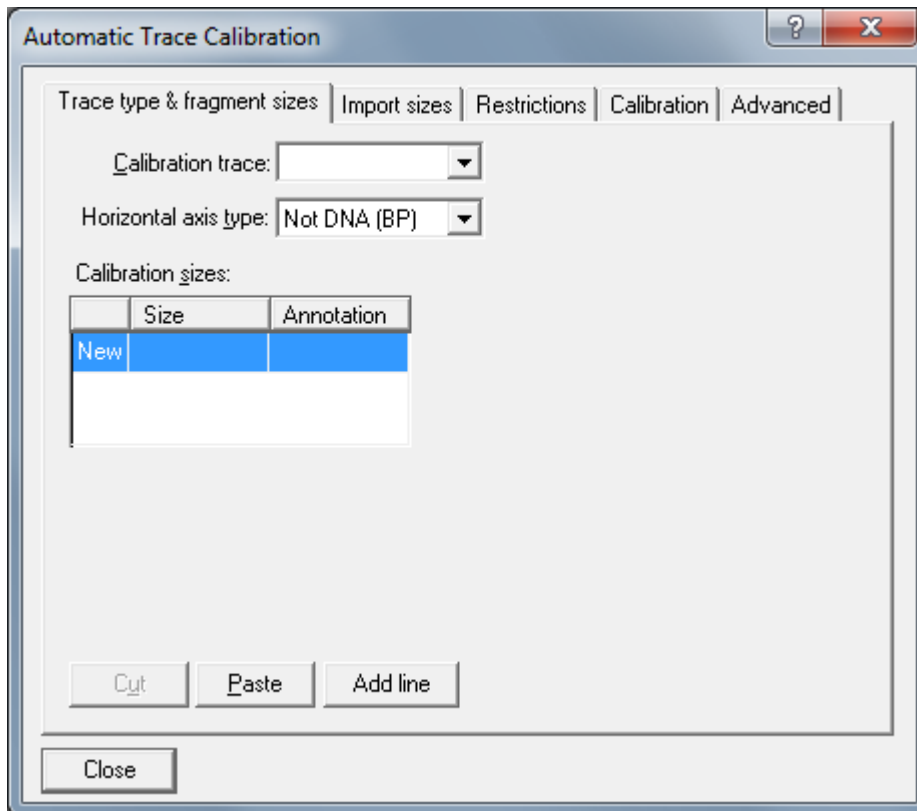 Automatic Trace Calibration
?
Trace type & fragment sizes Import sizes Restrictions Calibration Advanced
Calibration trace:
Horizontal axis type: Not DNA (BP)
Calibration sizes:
Size Annotation
New
Cut Paste Add line
Close